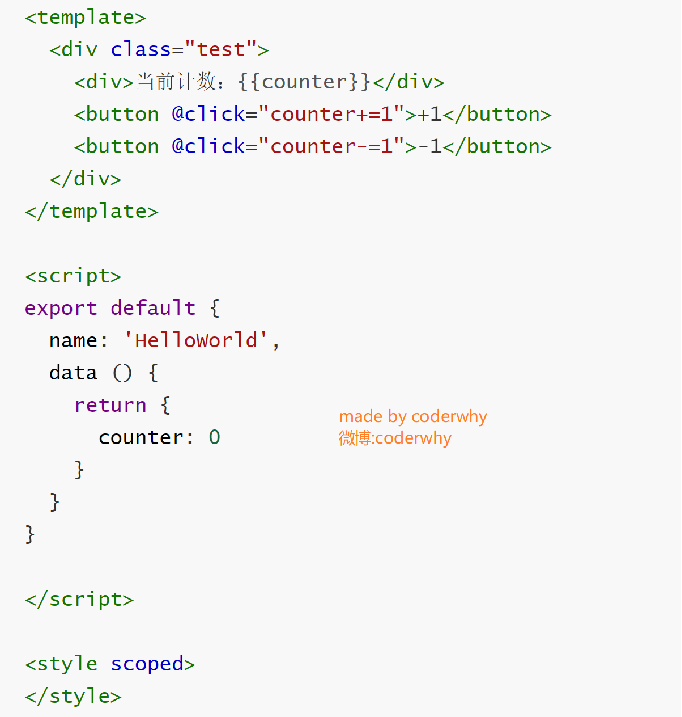 <template>
  <div class="test">
    <div>当前计数：{{counter}}</div>
    <button @click="counter+=1">+1</button>
    <button @click="counter-=1">-1</button>
  </div>
</template>

<script>
export default {
  name: 'HelloWorld',
  data () {
    return {
      counter: 0
    }
  }
}

</script>

<style scoped>
</style>
made by coderwhy
微博:coderwhy